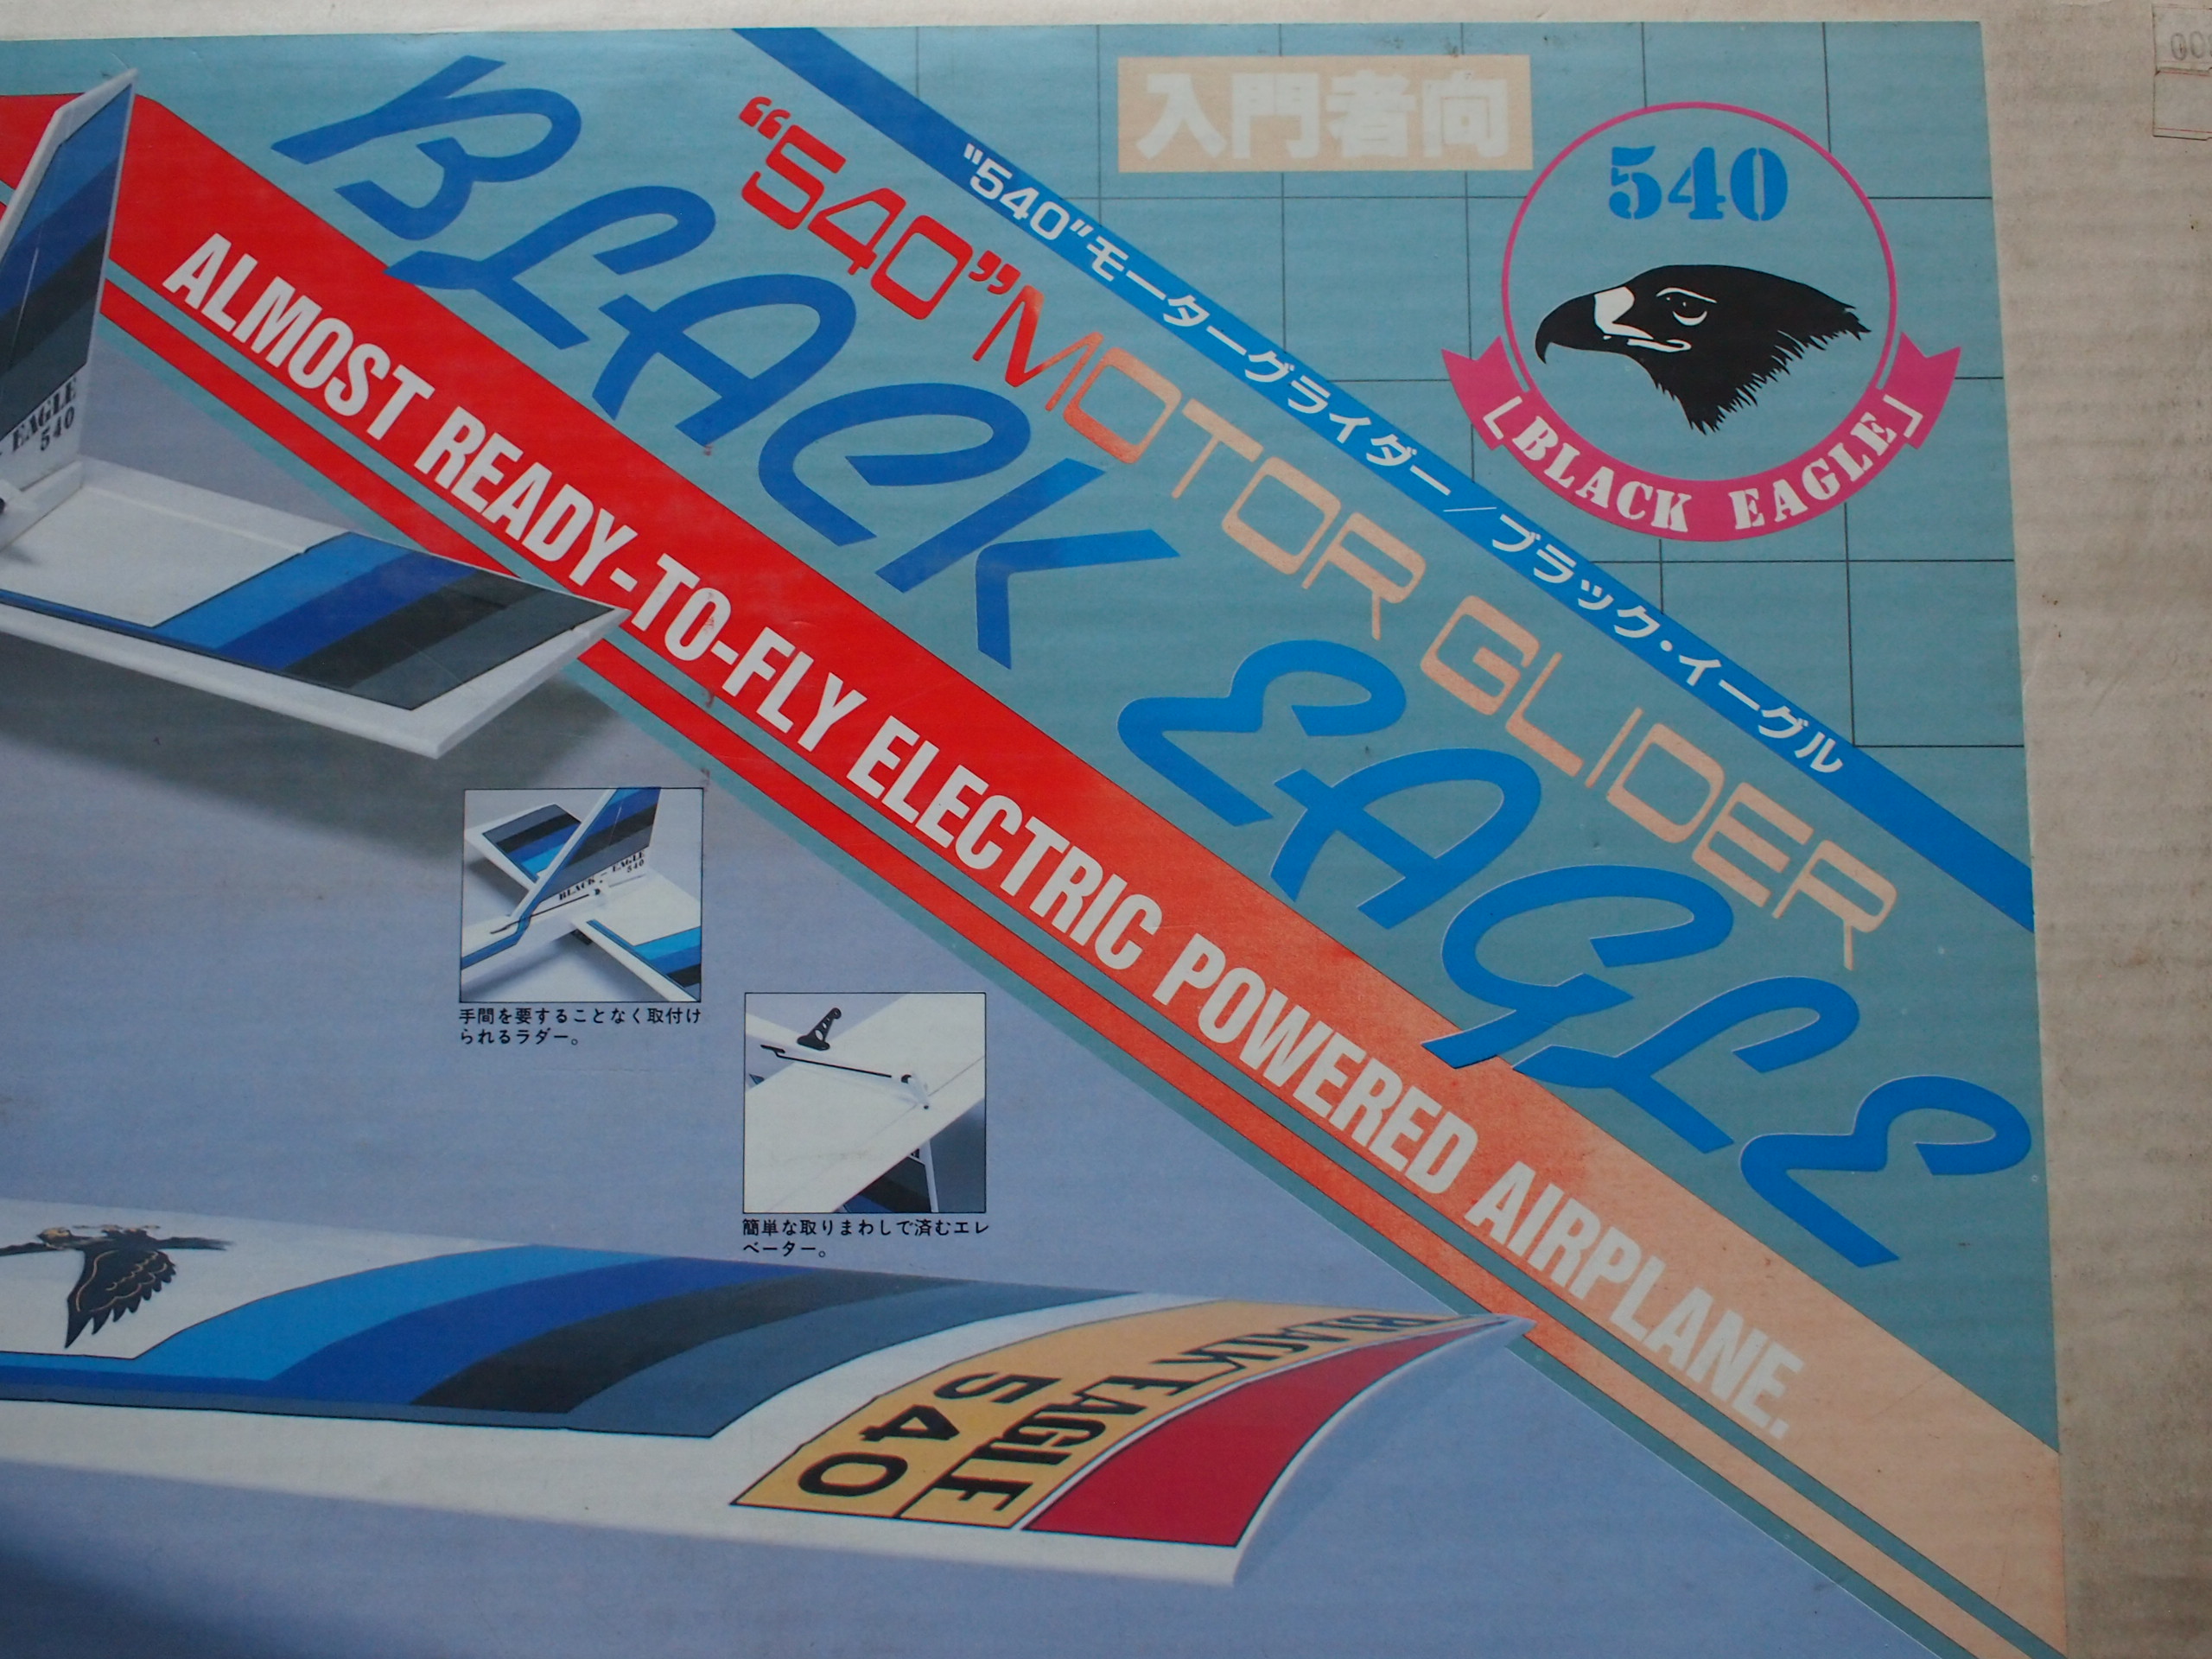 入門者向
540
[BLACK EAGLE]
"540"モーターグライダー/ブラック・イーグル
"540" MOTOR GLIDER
BLACK EAGLE
ALMOST READY-TO-FLY ELECTRIC POWERED AIRPLANE.
EAGLE
540
BLACK - EAGLE
540
手間を要することなく取付け
られるラダー。
簡単な取りまわしで済むエレ
ベーター。
BLACK EAGLE
540